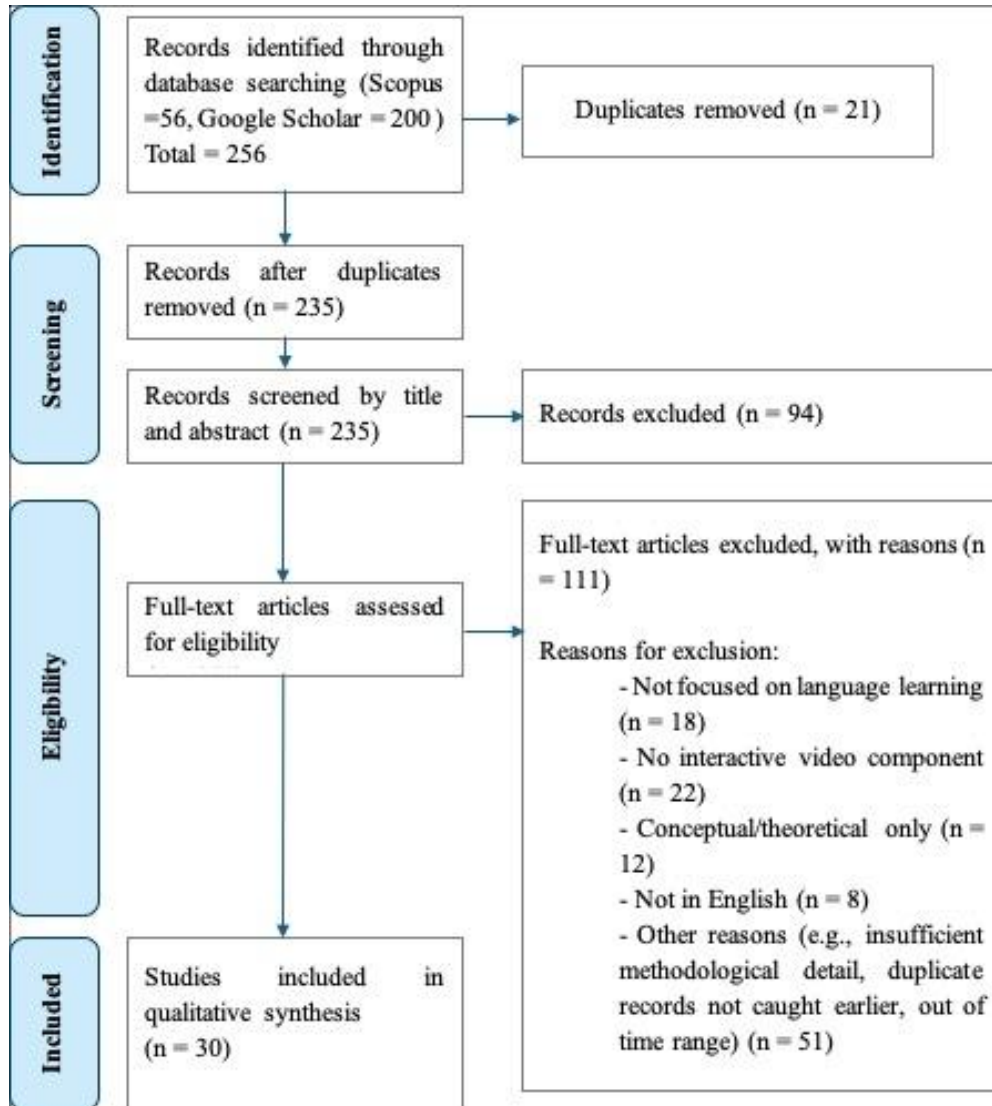 Identification
Records identified through
database searching (Scopus
=56, Google Scholar = 200 )
Total = 256
Duplicates removed (n = 21)
Screening
Records after duplicates
removed (n = 235)
Records screened by title
and abstract (n = 235)
Records excluded (n = 94)
Eligibility
Full-text articles assessed
for eligibility
Full-text articles excluded, with reasons (n
= 111)
Reasons for exclusion:
- Not focused on language learning
(n = 18)
- No interactive video component
(n = 22)
- Conceptual/theoretical only (n =
12)
- Not in English (n = 8)
- Other reasons (e.g., insufficient
methodological detail, duplicate
records not caught earlier, out of
time range) (n = 51)
Included
Studies included in
qualitative synthesis
(n = 30)